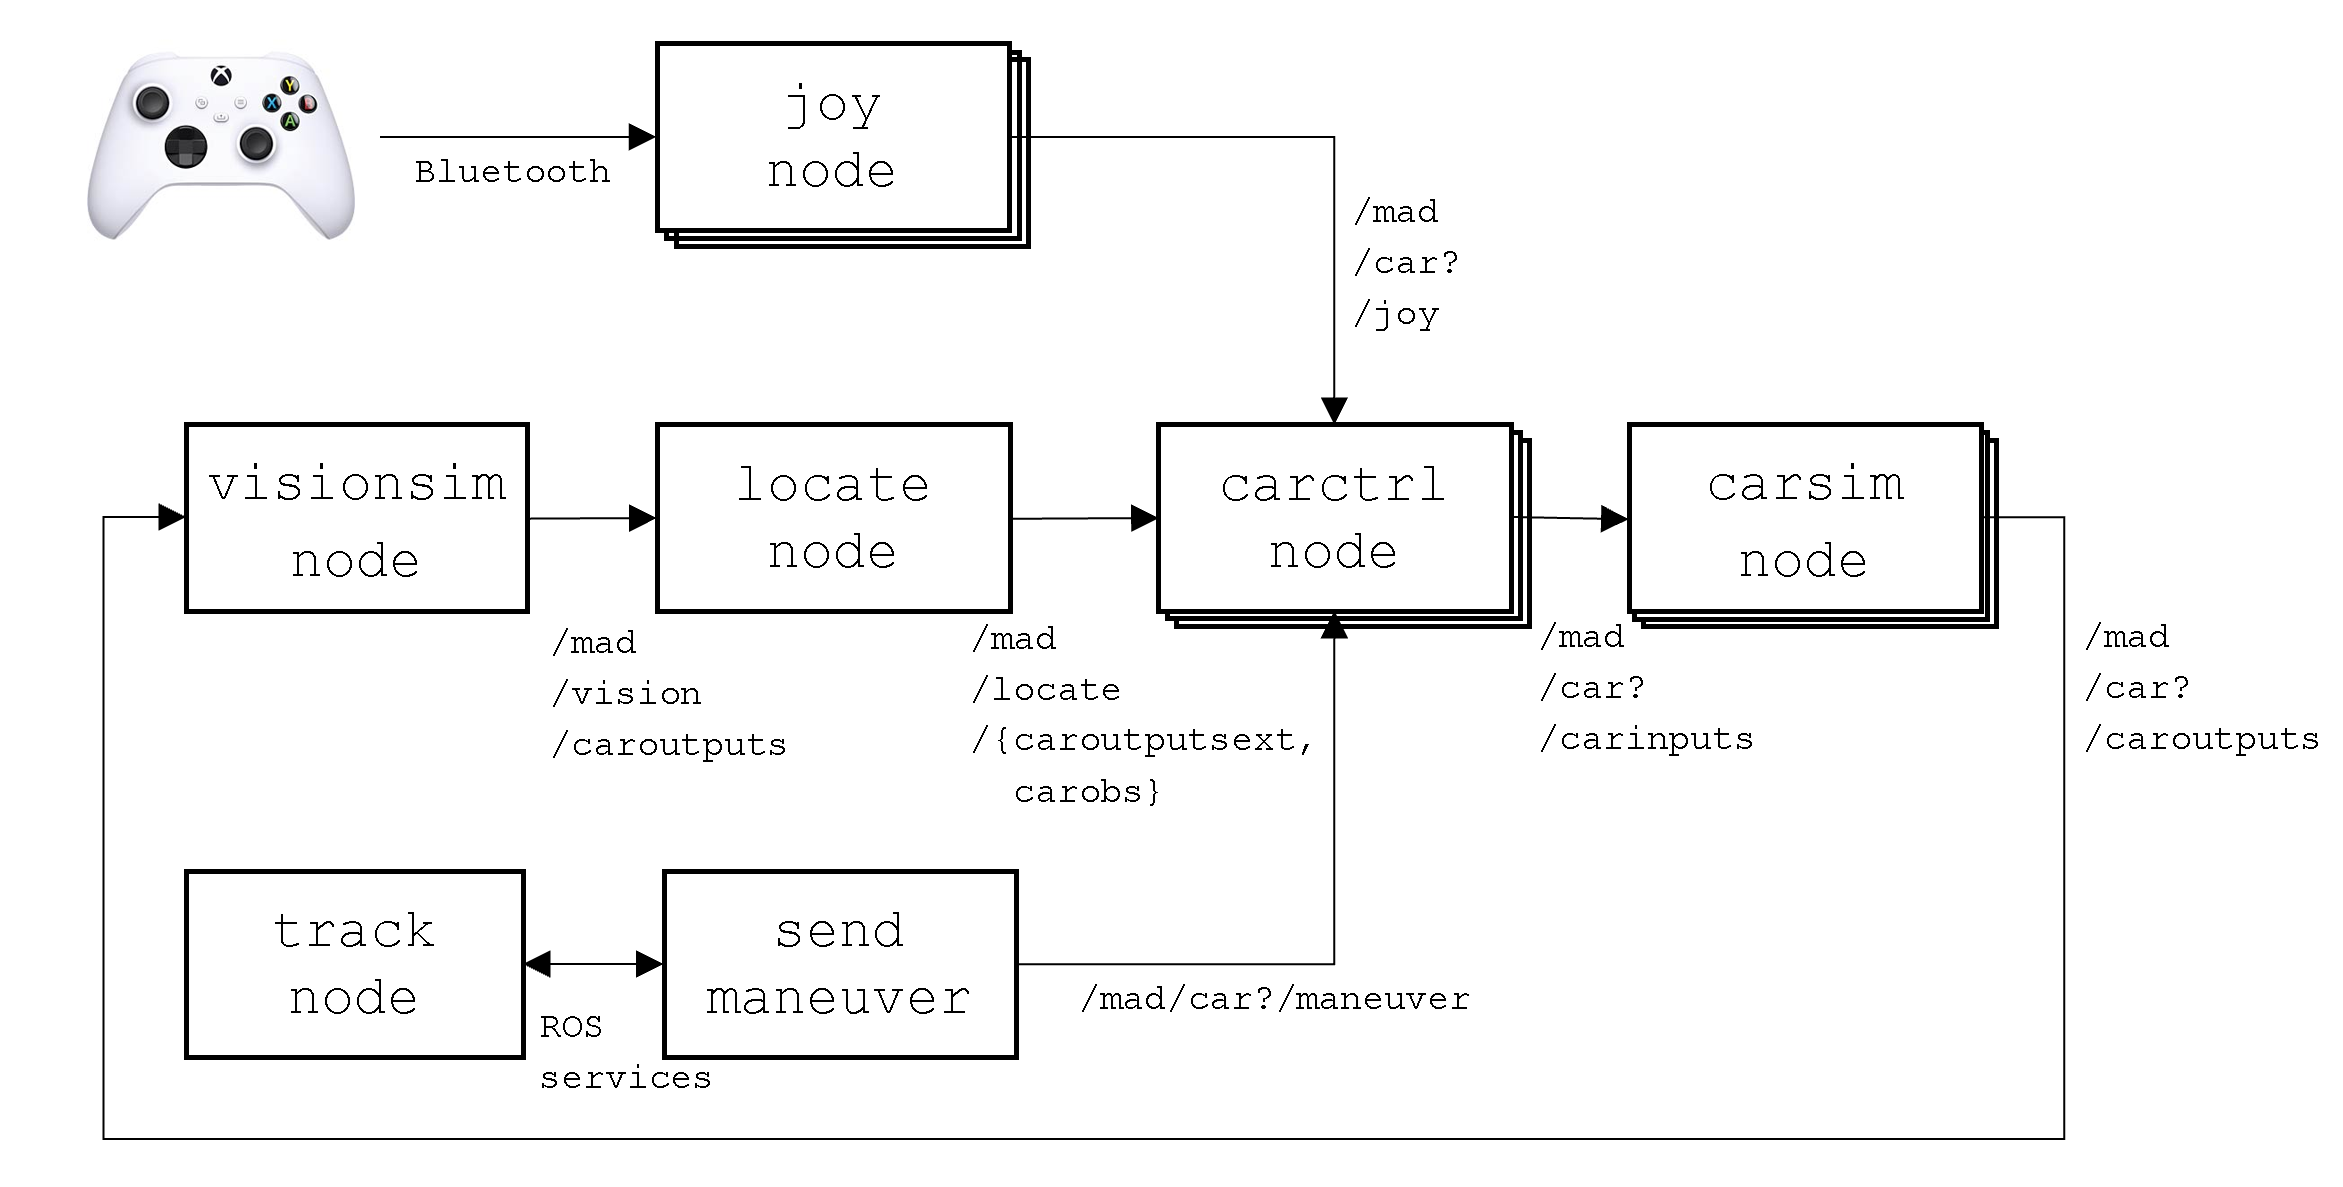 Y
X
A
joy
node
Bluetooth
/mad
/car?
/joy
visionsim
node
locate
node
carctrl
node
carsim
node
/mad
/vision
/caroutputs
/mad
/locate
/{caroutputsext,
carobs}
/mad
/car?
/carinputs
/mad
/car?
/caroutputs
track
node
send
maneuver
ROS
services
/mad/car?/maneuver